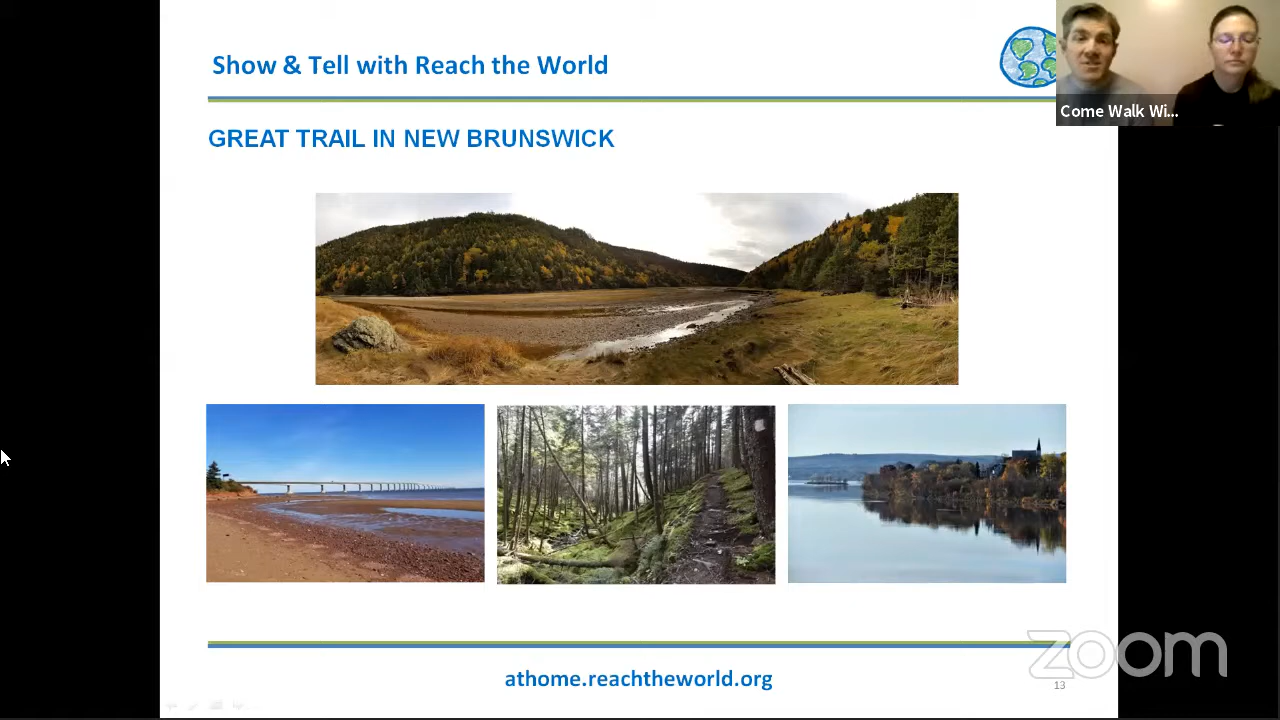 Show & Tell with Reach the World
Come Walk Wi...
GREAT TRAIL IN NEW BRUNSWICK
zoom
athome.reachtheworld.org
13